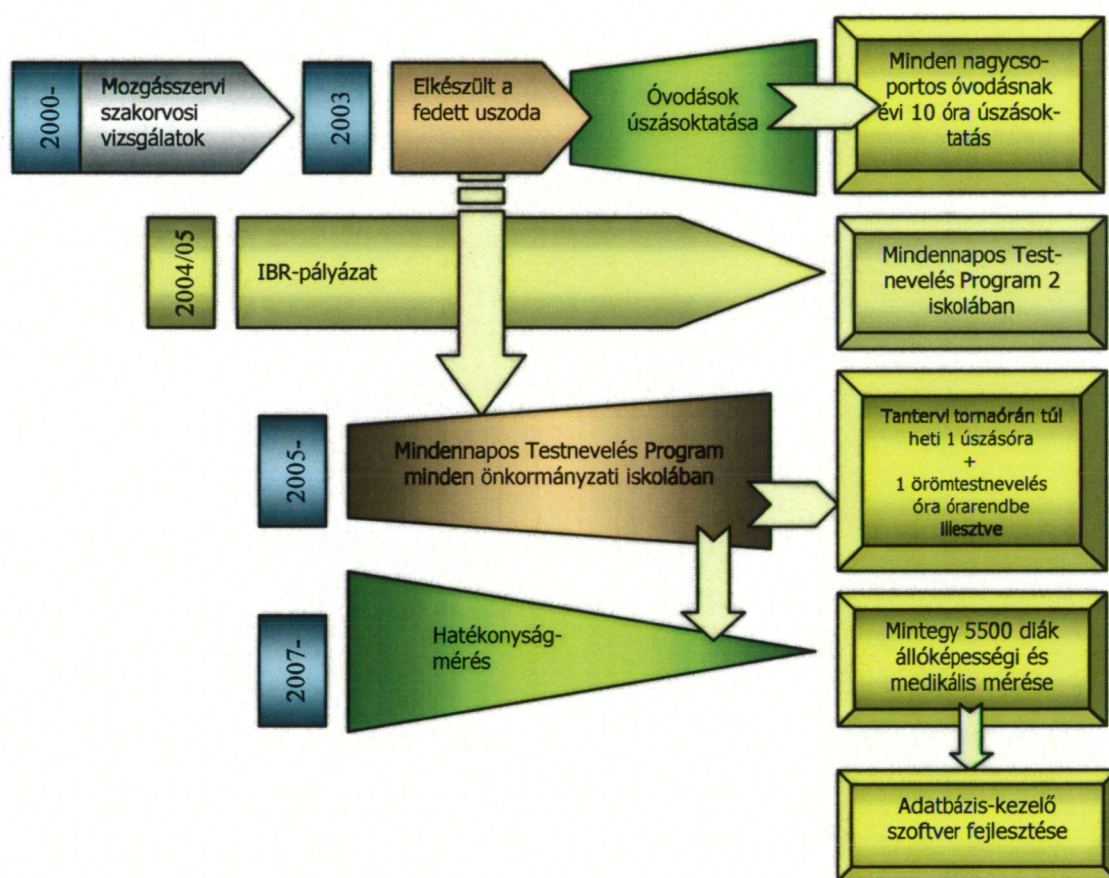 2000-
Mozgásszervi
szakorvosi
vizsgálatok
2003
Elkészült a
fedett uszoda
Óvodások
úszásoktatása
Minden nagycso-
portos óvodásnak
évi 10 óra úszások-
tatás
2004/05
IBR-pályázat
Mindennapos Test-
nevelés Program 2
iskolában
2005-
Mindennapos Testnevelés Program
minden önkormányzati iskolában
Tantervi tornaórán túl
heti 1 úszásóra
+
1 örömtestnevelés
óra órarendbe
illesztve
2007-
Hatékonyság-
mérés
Mintegy 5500 diák
állóképességi és
medikális mérése
Adatbázis-kezelő
szoftver fejlesztése